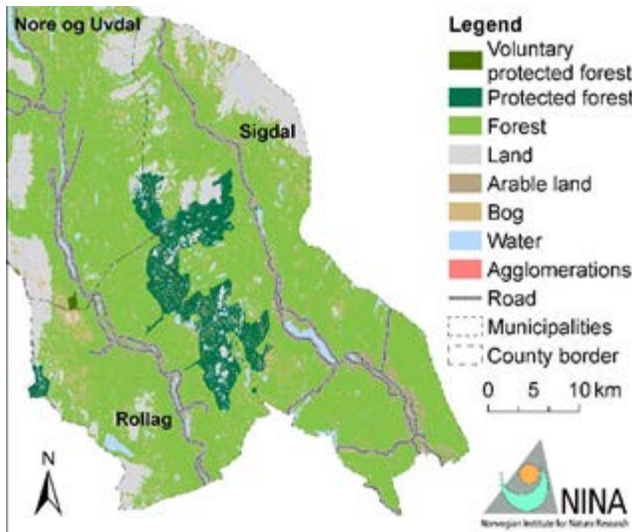 Nore og Uvdal
Sigdal
Rollag
N
Legend
Voluntary
protected forest
Protected forest
Forest
Land
Arable land
Bog
Water
Agglomerations
Road
Municipalities
County border
0 5 10 km
NINA
Norwegian Institute for Nature Research